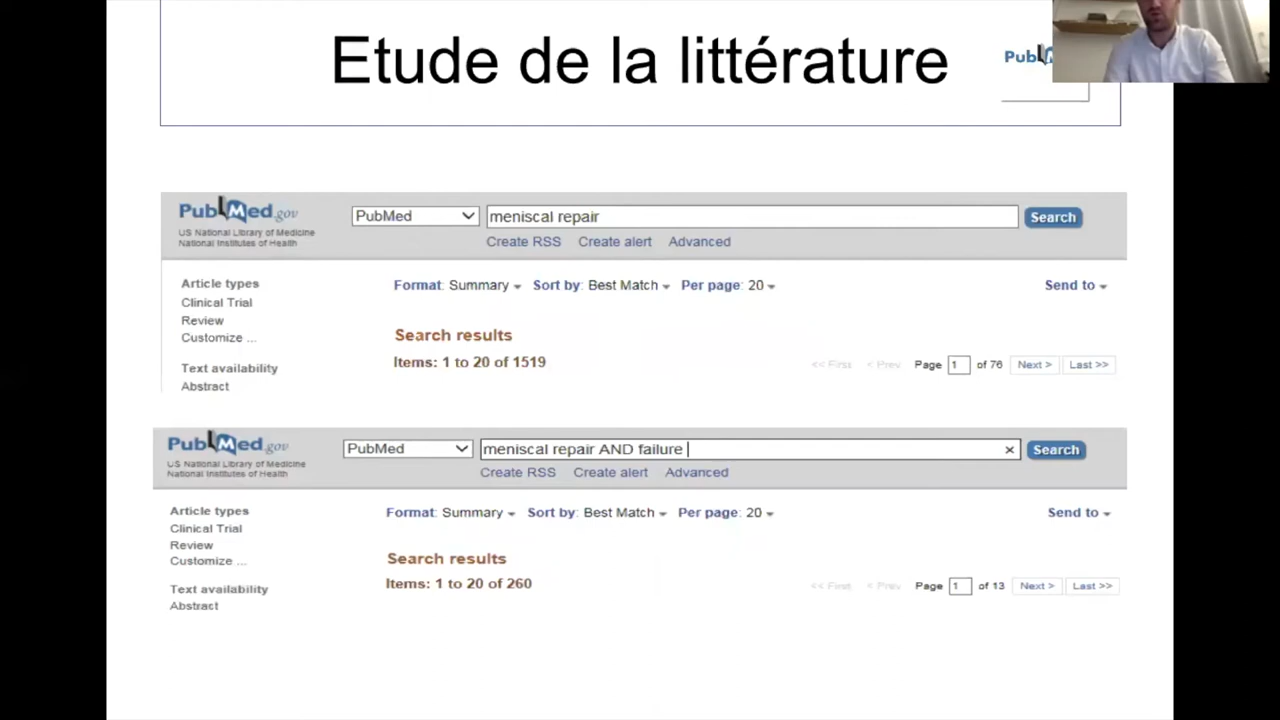 Etude de la littérature
PubMed.gov
US National Library of Medicine
National Institutes of Health
PubMed
meniscal repair
Search
Create RSS Create alert Advanced
Article types
Clinical Trial
Review
Customize ...
Text availability
Abstract
Format: Summary Sort by: Best Match Per page: 20 Send to
Search results
Items: 1 to 20 of 1519
<< First < Prev Page 1 of 76 Next > Last >>
PubMed.gov
US National Library of Medicine
National Institutes of Health
PubMed
meniscal repair AND failure
×
Search
Create RSS Create alert Advanced
Article types
Clinical Trial
Review
Customize ...
Text availability
Abstract
Format: Summary Sort by: Best Match Per page: 20 Send to
Search results
Items: 1 to 20 of 260
<< First < Prev Page 1 of 13 Next > Last >>